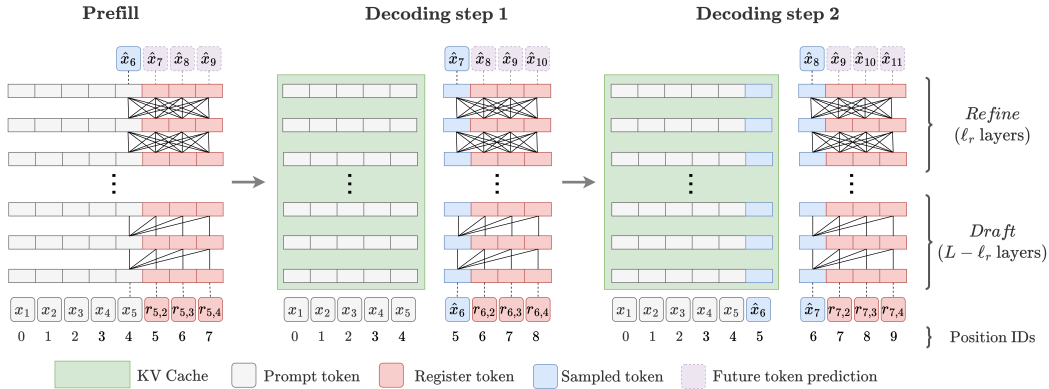 Prefill Decoding step 1 Decoding step 2
x̂₆ x̂₇ x̂₈ x̂₉ x̂₇ x̂₈ x̂₉ x̂₁₀ x̂₈ x̂₉ x̂₁₀ x̂₁₁
Refine
(ℓᵣ layers)
⋮ ⋮ ⋮ ⋮ ⋮
Draft
(L − ℓᵣ layers)
x₁ x₂ x₃ x₄ x₅ r₅,₂ r₅,₃ r₅,₄ x₁ x₂ x₃ x₄ x₅ x̂₆ r₆,₂ r₆,₃ r₆,₄ x₁ x₂ x₃ x₄ x₅ x̂₆ x̂₇ r₇,₂ r₇,₃ r₇,₄
0 1 2 3 4 5 6 7 0 1 2 3 4 5 6 7 8 0 1 2 3 4 5 6 7 8 9 Position IDs
KV Cache Prompt token Register token Sampled token Future token prediction